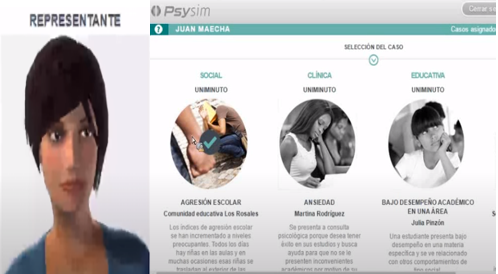 REPRESENTANTE
Psysim
Cerrar
? JUAN MAECHA
Casos asignado
SELECCIÓN DEL CASO
SOCIAL
UNIMINUTO
AGRESIÓN ESCOLAR
Comunidad educativa Los Rosales
Los índices de agresión escolar
se han incrementado a niveles
preocupantes. Todos los días
hay riñas en las aulas y en
muchas ocasiones esas riñas se
trasladan al exterior de las
CLÍNICA
UNIMINUTO
ANSIEDAD
Martina Rodríguez
Se presenta a consulta
psicológica porque desea tener
éxito en sus estudios y busca
ayuda para que no se le
presenten inconvenientes
académicos por motivo de su
EDUCATIVA
UNIMINUTO
BAJO DESEMPEÑO ACADÉMICO
EN UNA ÁREA
Julia Pinzón
Una estudiante presenta bajo
desempeño en una materia
específica y se ve relacionado
con otros comportamientos de
tipo social